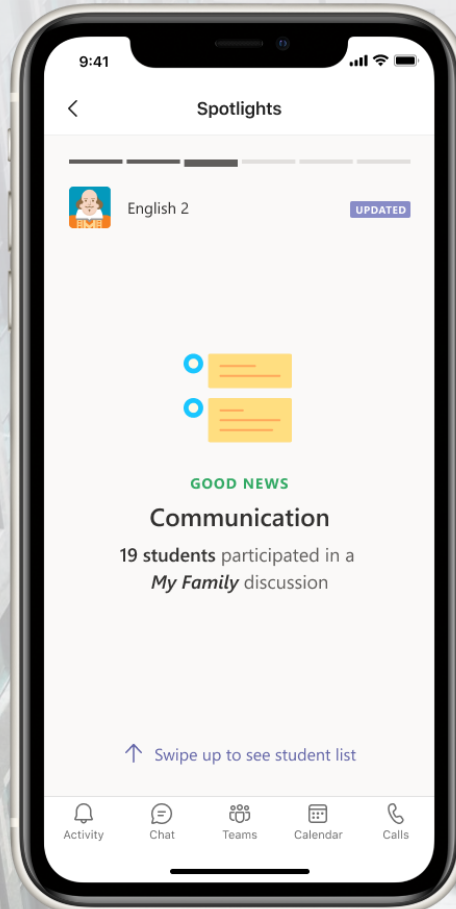 9:41
Spotlights
English 2
UPDATED
GOOD NEWS
Communication
19 students participated in a
My Family discussion
Swipe up to see student list
Activity
Chat
Teams
Calendar
Calls